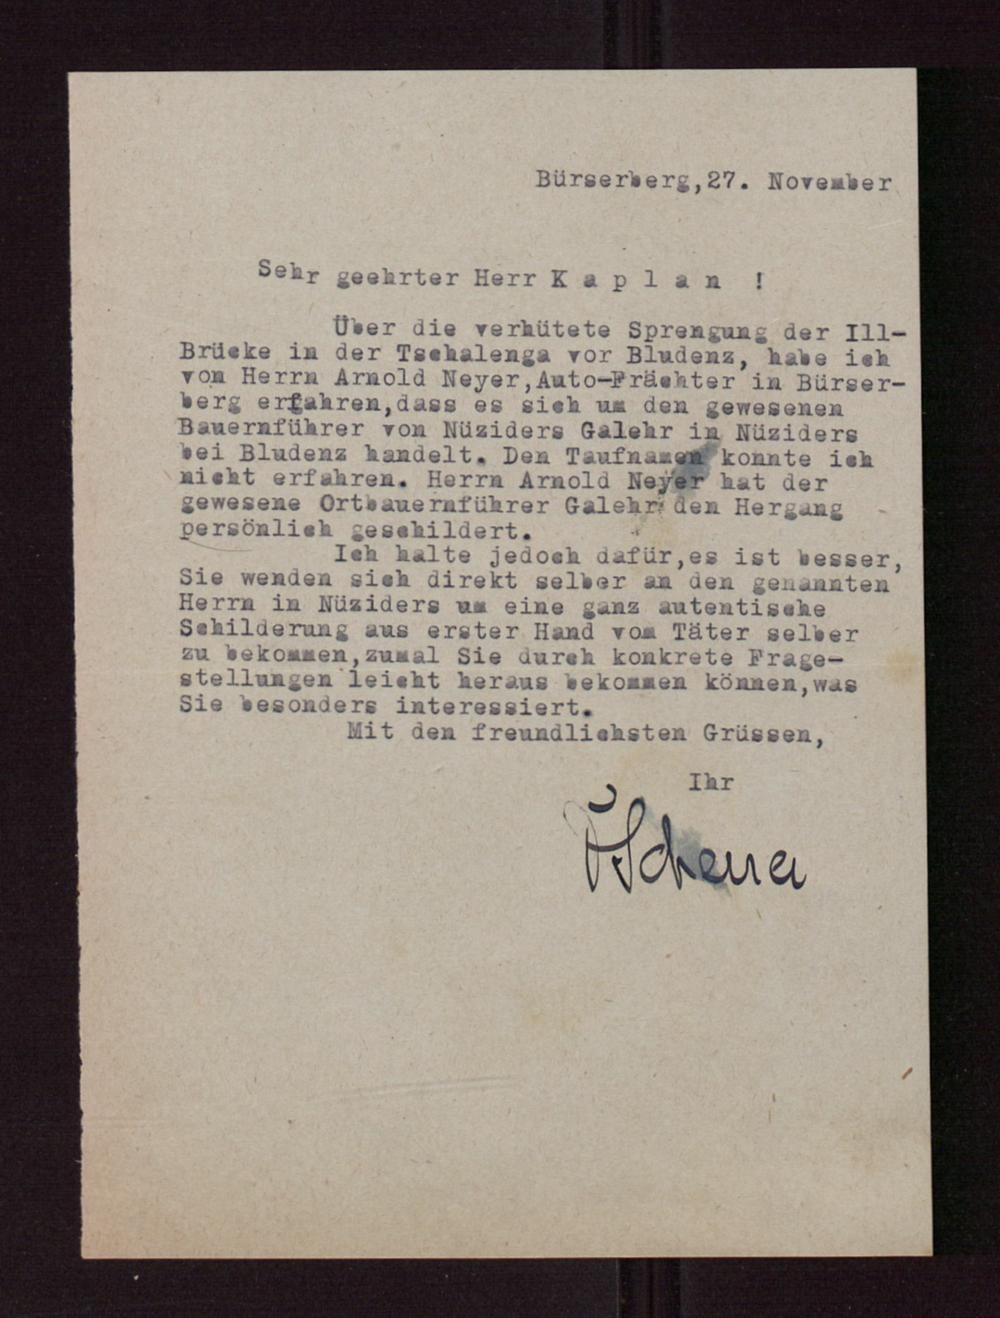 Bürserberg,27. November
Sehr geehrter Herr K a p l a n !
Über die verhütete Sprengung der Ill-
Brücke in der Tschalenga vor Bludenz, habe ich
von Herrn Arnold Neyer,Auto-Frächter in Bürser-
berg erfahren,dass es sich um den gewesenen
Bauernführer von Nüziders Galehr in Nüziders
bei Bludenz handelt. Den Taufnamen konnte ich
nicht erfahren. Herrn Arnold Neyer hat der
gewesene Ortbauernführer Galehr den Hergang
persönlich geschildert.
Ich halte jedoch dafür,es ist besser,
Sie wenden sich direkt selber an den genannten
Herrn in Nüziders um eine ganz autentische
Schilderung aus erster Hand vom Täter selber
zu bekommen,zumal Sie durch konkrete Frage-
stellungen leicht heraus bekommen können,was
Sie besonders interessiert.
Mit den freundlichsten Grüssen,
Ihr